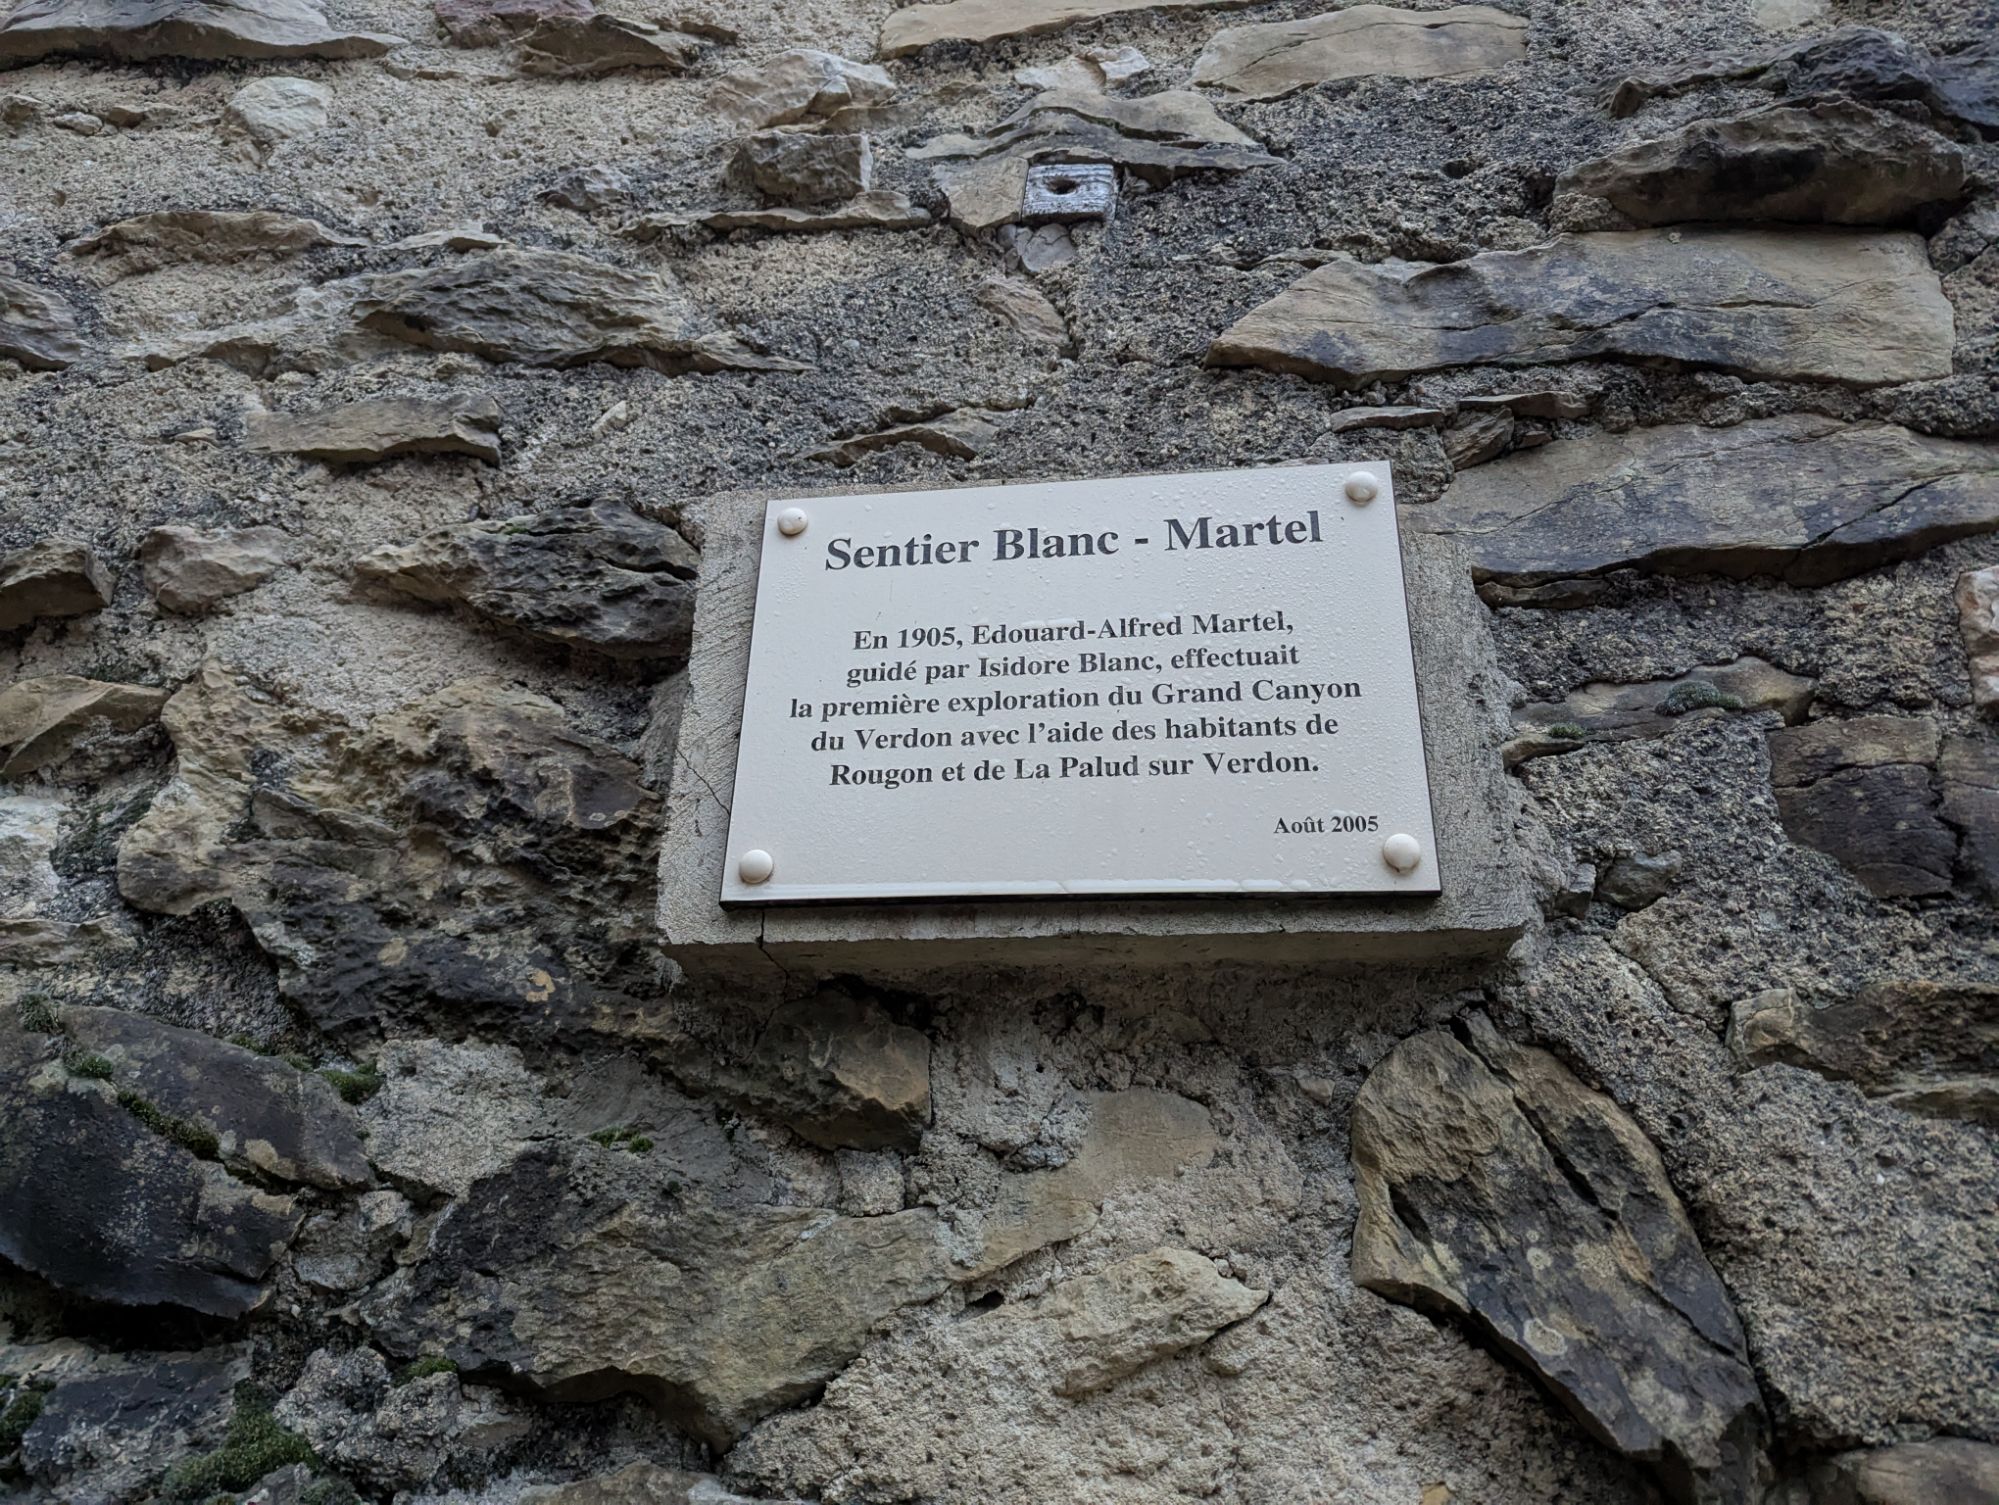 Sentier Blanc - Martel
En 1905, Edouard-Alfred Martel,
guidé par Isidore Blanc, effectuait
la première exploration du Grand Canyon
du Verdon avec l'aide des habitants de
Rougon et de La Palud sur Verdon.
Août 2005